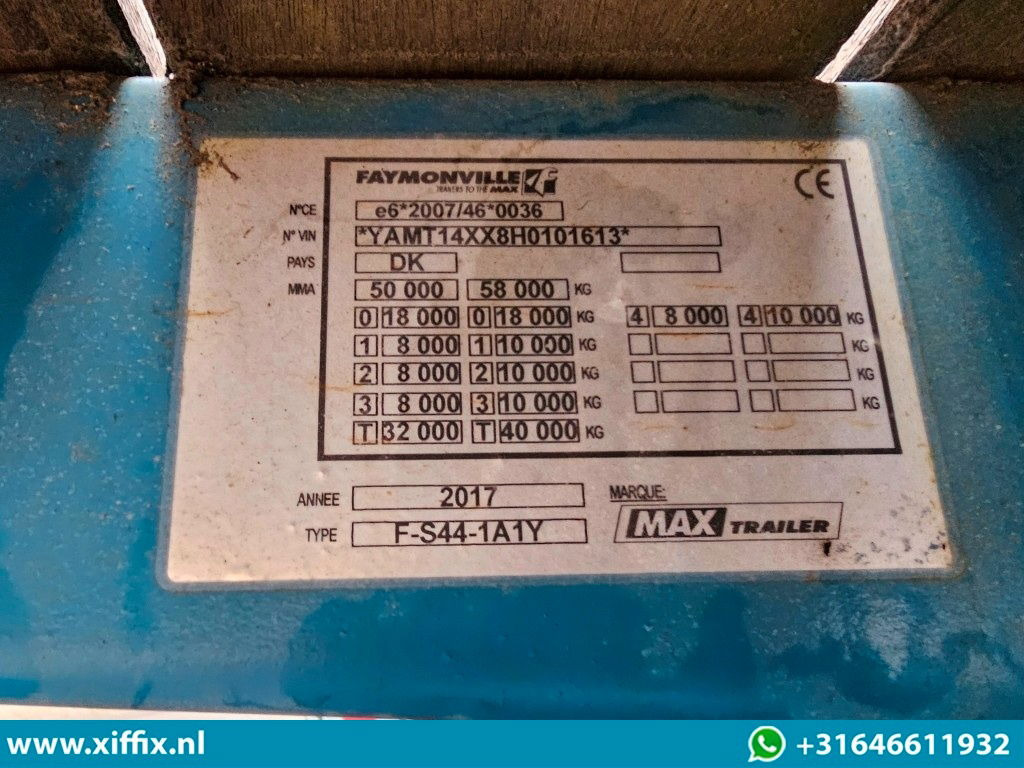 FAYMONVILLE
TRAILERS TO THE MAX
CE
N°CE e6*2007/46*0036
N° VIN *YAMT14XX8H0101613*
PAYS DK
MMA 50 000 58 000 KG
0 18 000 0 18 000 KG 4 8 000 4 10 000 KG
1 8 000 1 10 000 KG KG
2 8 000 2 10 000 KG KG
3 8 000 3 10 000 KG KG
T 32 000 T 40 000 KG
ANNEE 2017 MARQUE:
TYPE F-S44-1A1Y MAX TRAILER
www.xiffix.nl +31646611932